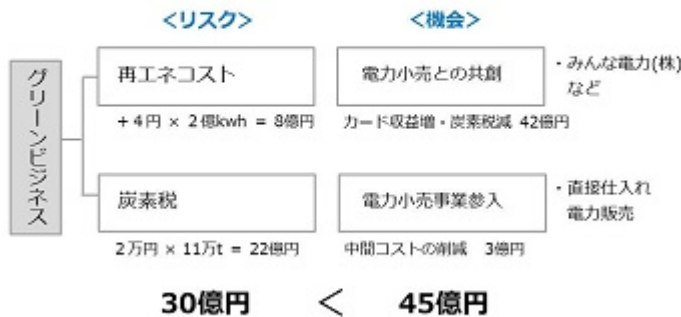 <リスク>
<機会>
グリーンビジネス
再エネコスト
+4円 × 2億kwh = 8億円
電力小売との共創
カード収益増・炭素税減 42億円
・みんな電力(株)
など
炭素税
2万円 × 11万t = 22億円
電力小売事業参入
中間コストの削減 3億円
・直接仕入れ
電力販売
30億円 < 45億円